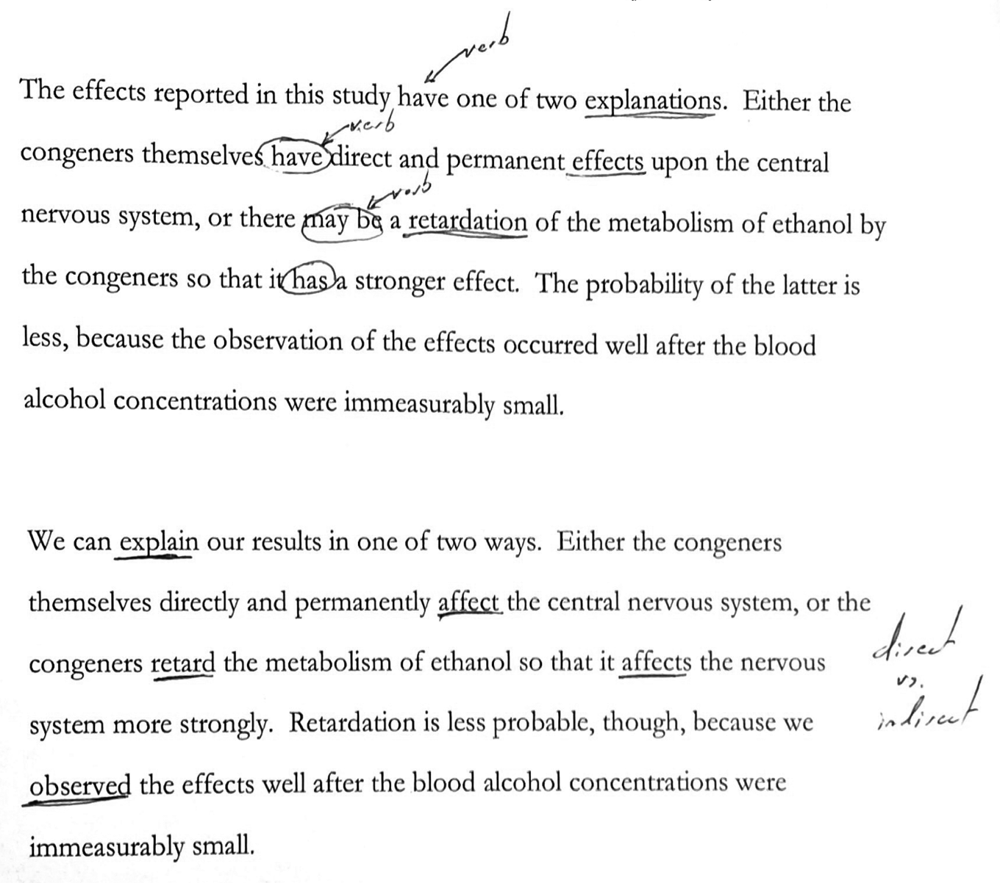 verb
The effects reported in this study have one of two explanations. Either the
verb
congeners themselves have direct and permanent effects upon the central
verb
nervous system, or there may be a retardation of the metabolism of ethanol by
the congeners so that it has a stronger effect. The probability of the latter is
less, because the observation of the effects occurred well after the blood
alcohol concentrations were immeasurably small.
We can explain our results in one of two ways. Either the congeners
themselves directly and permanently affect the central nervous system, or the
direct
congeners retard the metabolism of ethanol so that it affects the nervous
vs.
system more strongly. Retardation is less probable, though, because we
indirect
observed the effects well after the blood alcohol concentrations were
immeasurably small.